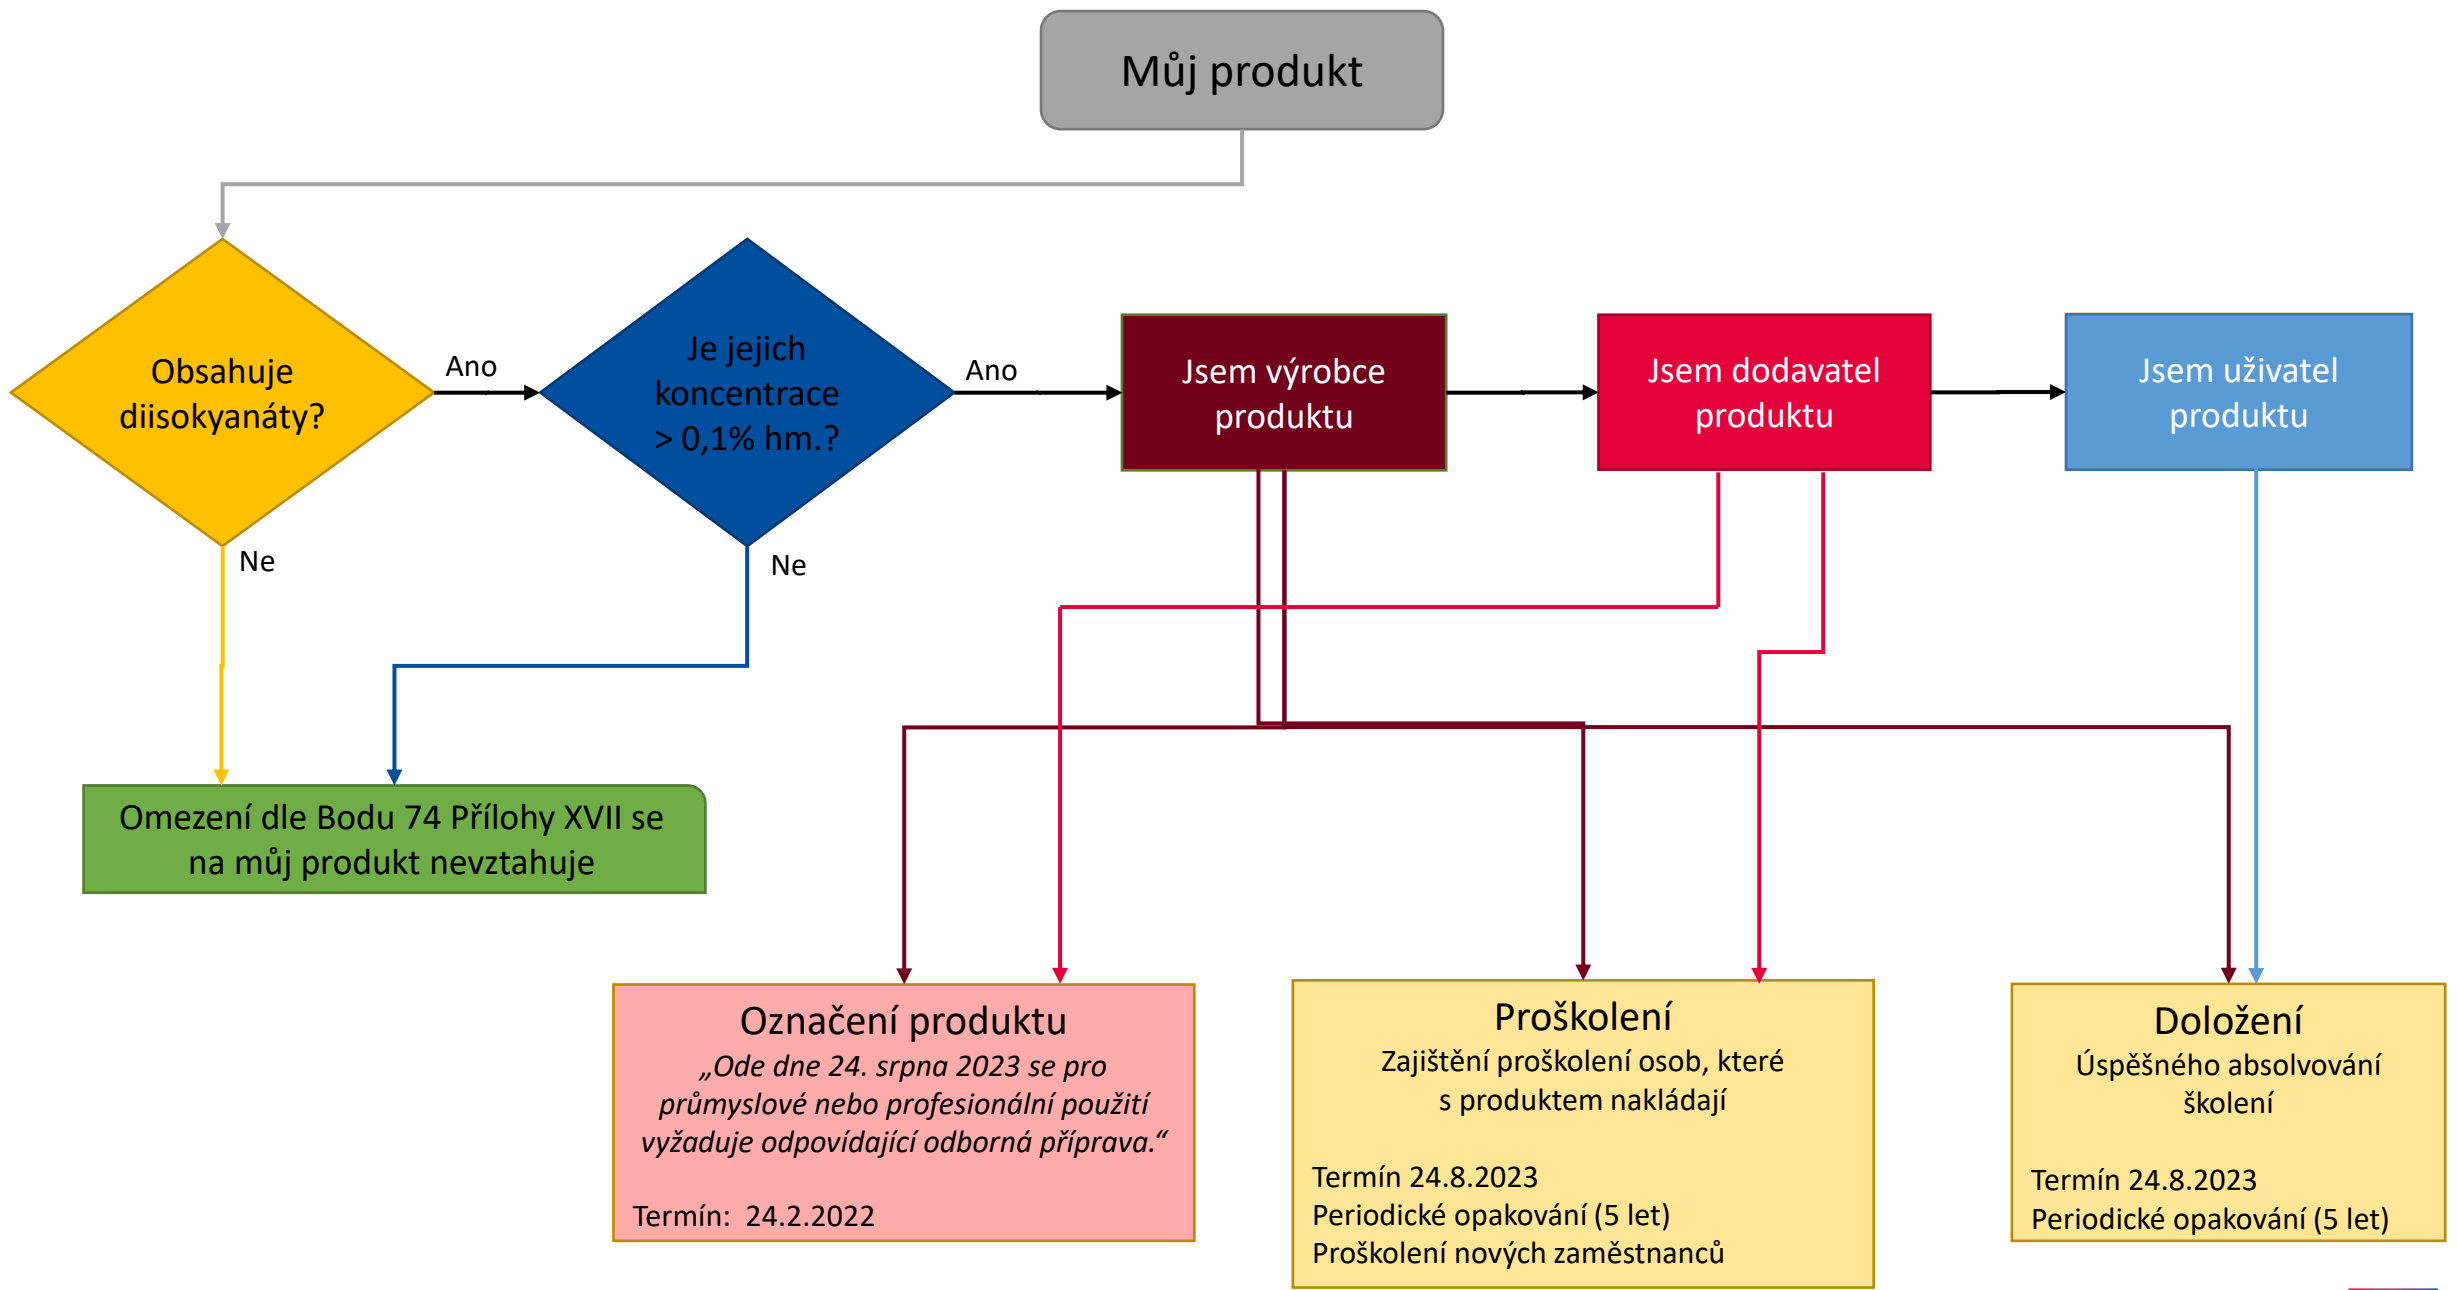 Můj produkt
Obsahuje
diisokyanáty?
Ano
Ne
Je jejich
koncentrace
> 0,1% hm.?
Ano
Ne
Jsem výrobce
produktu
Jsem dodavatel
produktu
Jsem uživatel
produktu
Omezení dle Bodu 74 Přílohy XVII se
na můj produkt nevztahuje
Označení produktu
„Ode dne 24. srpna 2023 se pro
průmyslové nebo profesionální použití
vyžaduje odpovídající odborná příprava.“
Termín:  24.2.2022
Proškolení
Zajištění proškolení osob, které
s produktem nakládají
Termín 24.8.2023
Periodické opakování (5 let)
Proškolení nových zaměstnanců
Doložení
Úspěšného absolvování
školení
Termín 24.8.2023
Periodické opakování (5 let)